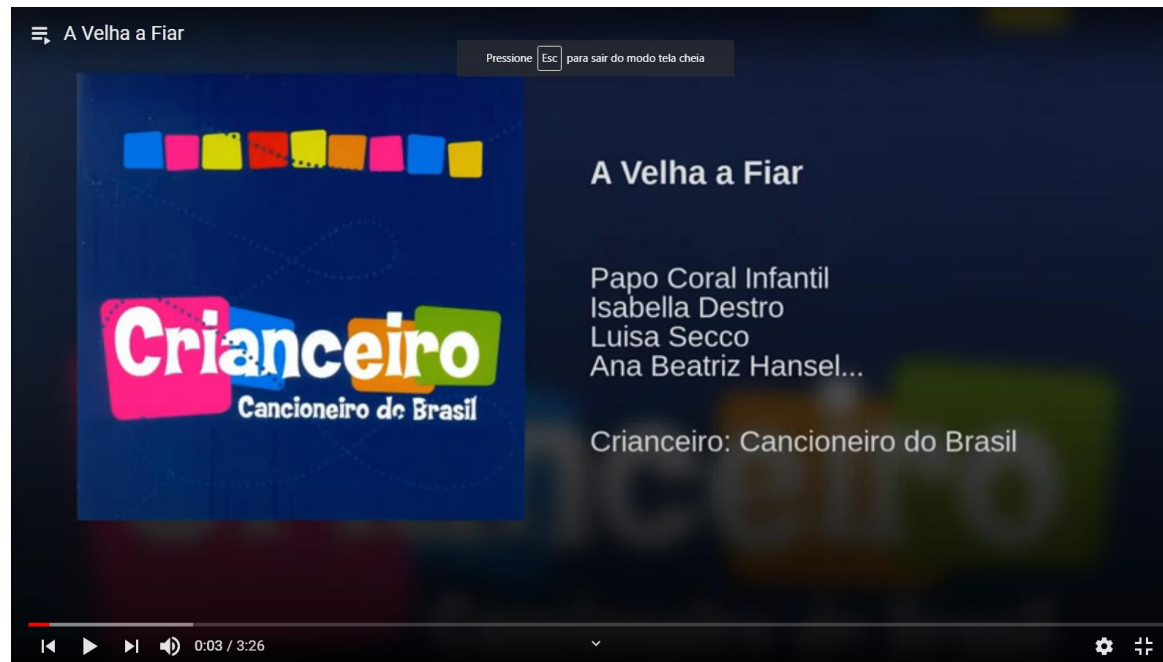 A Velha a Fiar
Pressione Esc para sair do modo tela cheia
Crianceiro
Cancioneiro do Brasil
A Velha a Fiar
Papo Coral Infantil
Isabella Destro
Luisa Secco
Ana Beatriz Hansel...
Crianceiro: Cancioneiro do Brasil
0:03 / 3:26